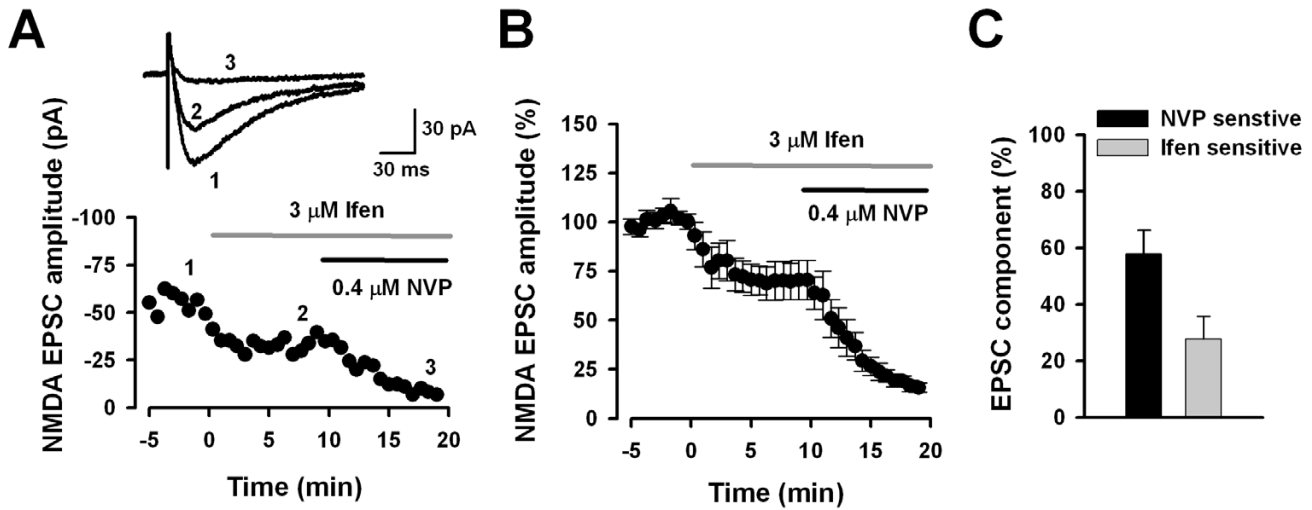 A
3
2
1
30 pA
30 ms
NMDA EPSC amplitude (pA)
-100
-75
-50
-25
0
3 µM Ifen
0.4 µM NVP
1
2
3
-5 0 5 10 15 20
Time (min)
B
NMDA EPSC amplitude (%)
150
125
100
75
50
25
0
3 µM Ifen
0.4 µM NVP
-5 0 5 10 15 20
Time (min)
C
NVP senstive
Ifen sensitive
EPSC component (%)
100
80
60
40
20
0